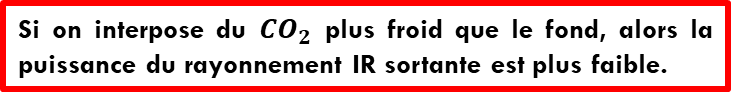 Si on interpose du 𝑪𝑶₂ plus froid que le fond, alors la
puissance du rayonnement IR sortante est plus faible.